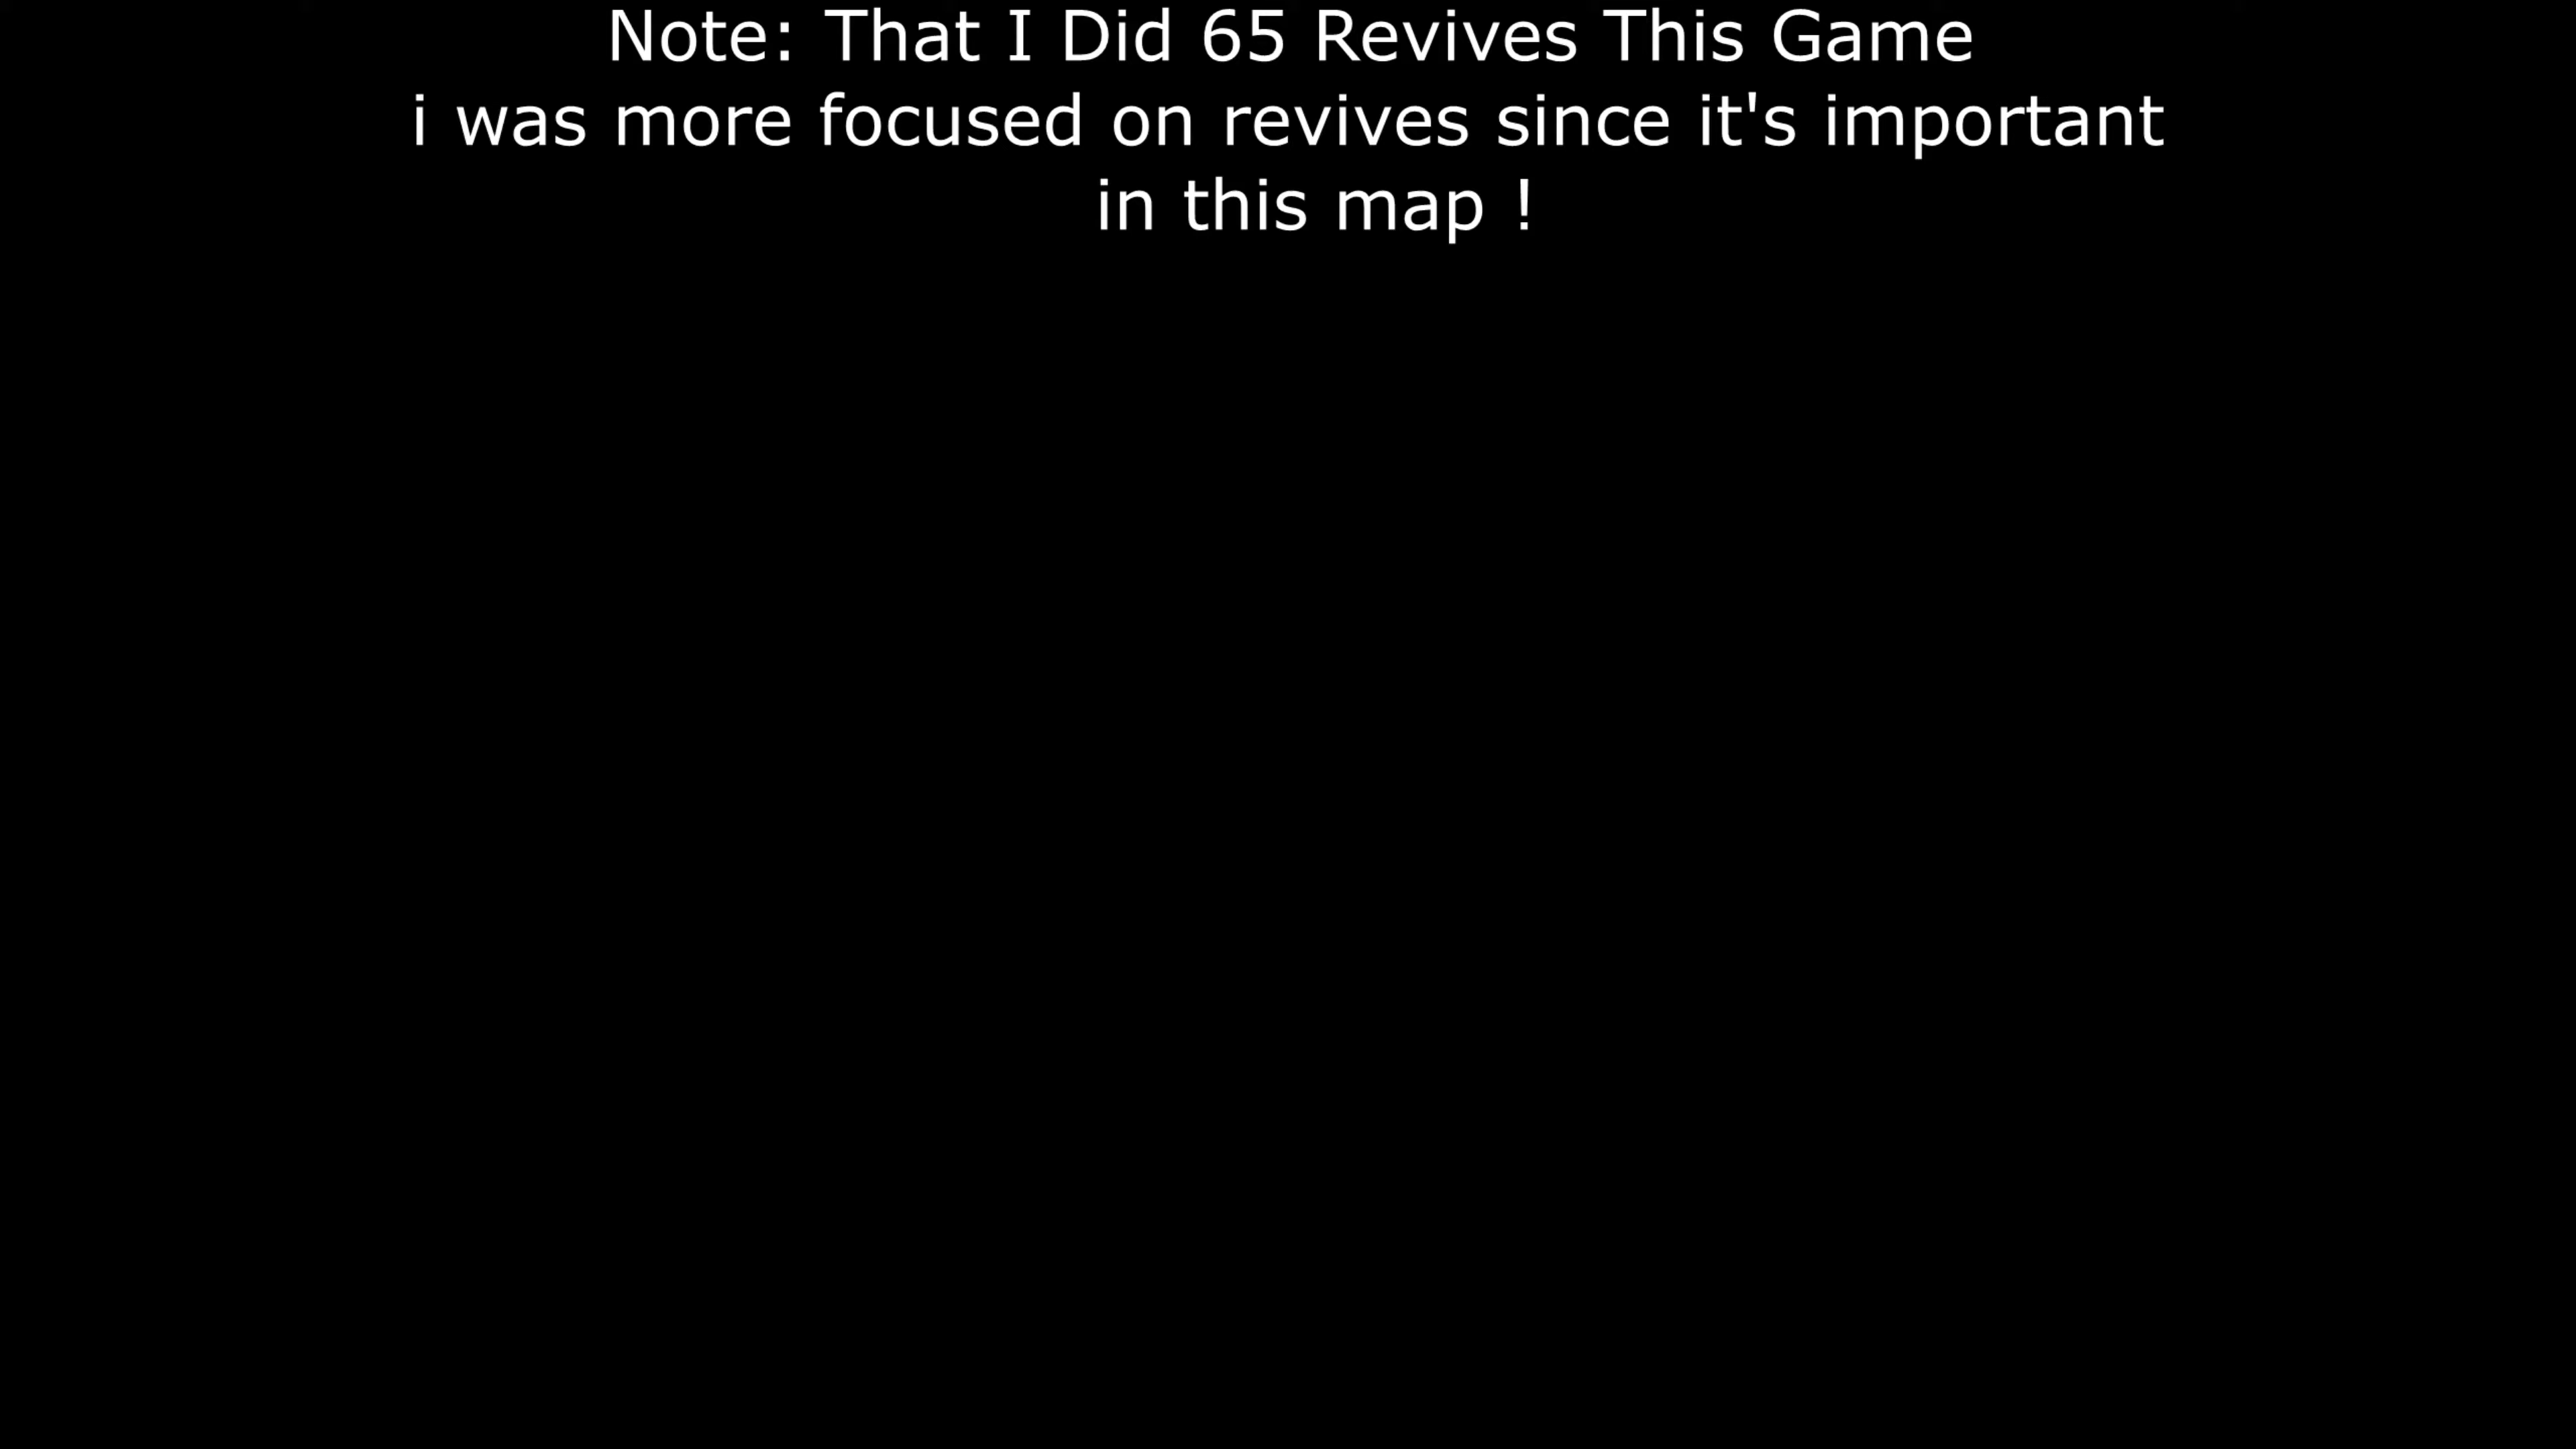 Note: That I Did 65 Revives This Game
i was more focused on revives since it's important
in this map !